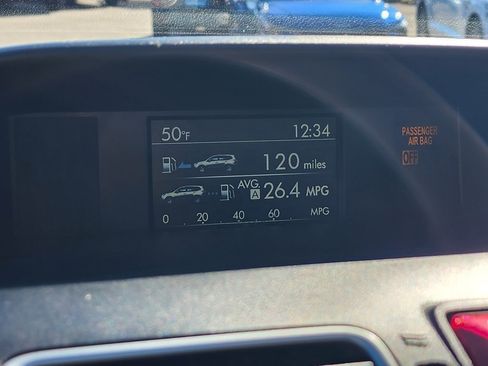 50°F 12:34
PASSENGER
AIR BAG
OFF
120 miles
AVG.
A 26.4 MPG
0 20 40 60 MPG